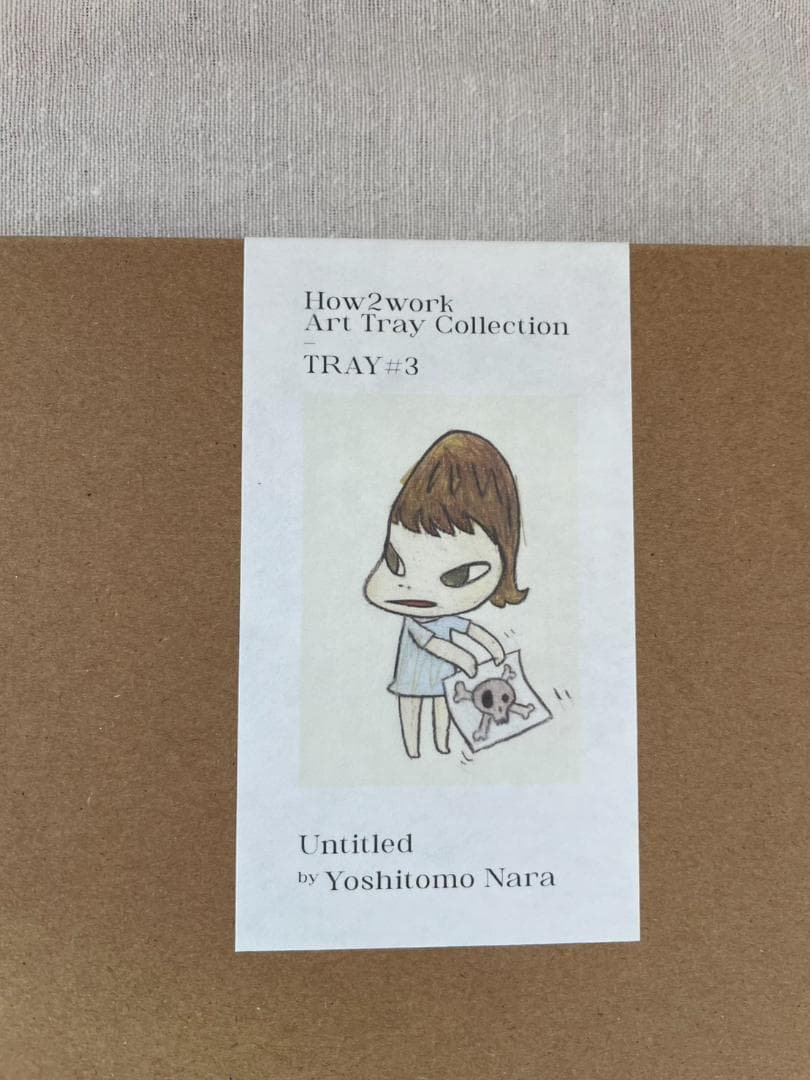 How2work
Art Tray Collection
–
TRAY#3
Untitled
by Yoshitomo Nara